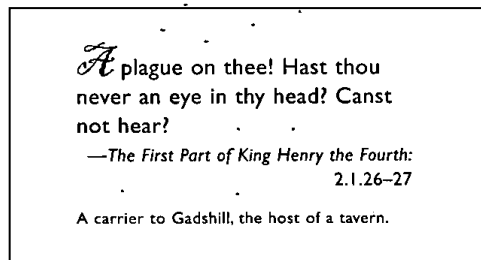 A plague on thee! Hast thou
never an eye in thy head? Canst
not hear?
—The First Part of King Henry the Fourth:
2.1.26–27
A carrier to Gadshill, the host of a tavern.